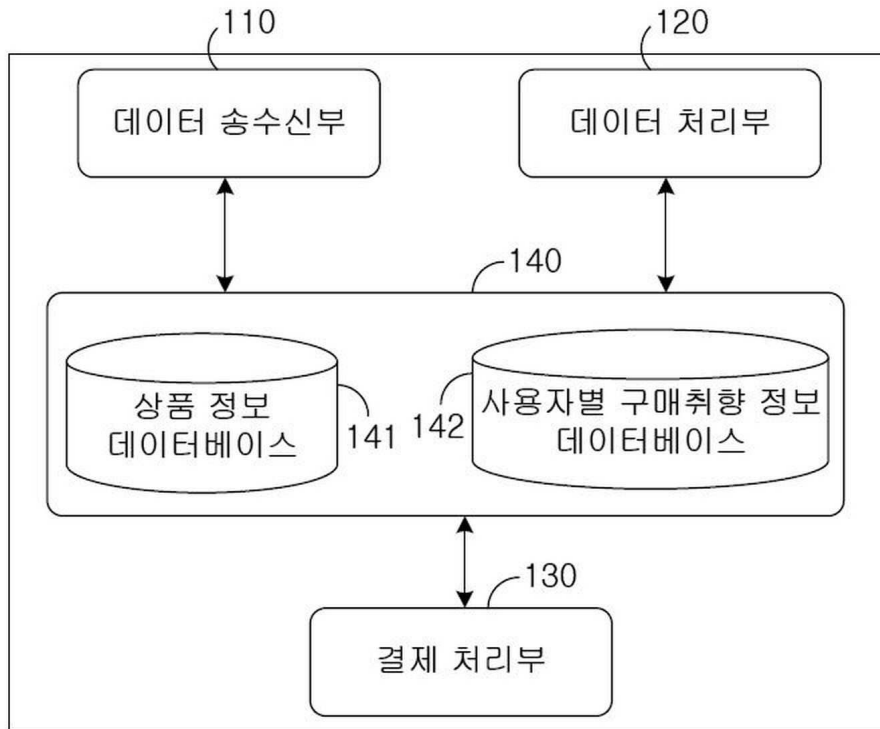 110
120
데이터 송수신부
데이터 처리부
140
상품 정보
데이터베이스
141
142
사용자별 구매취향 정보
데이터베이스
130
결제 처리부